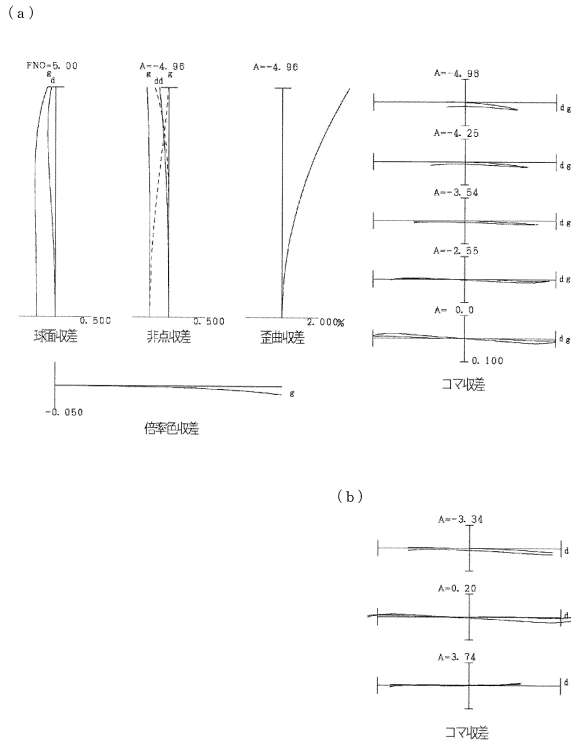 （a）
FNO=5.00
g
d
0.500
球面収差
A=-4.96
g dd g
0.500
非点収差
A=-4.96
2.000%
歪曲収差
-0.050
g
倍率色収差
A=-4.96
d g
A=-4.25
d g
A=-3.54
d g
A=-2.55
d g
A= 0.0
d g
0.100
コマ収差
（b）
A=-3.34
d
A=0.20
d
A=3.74
d
コマ収差